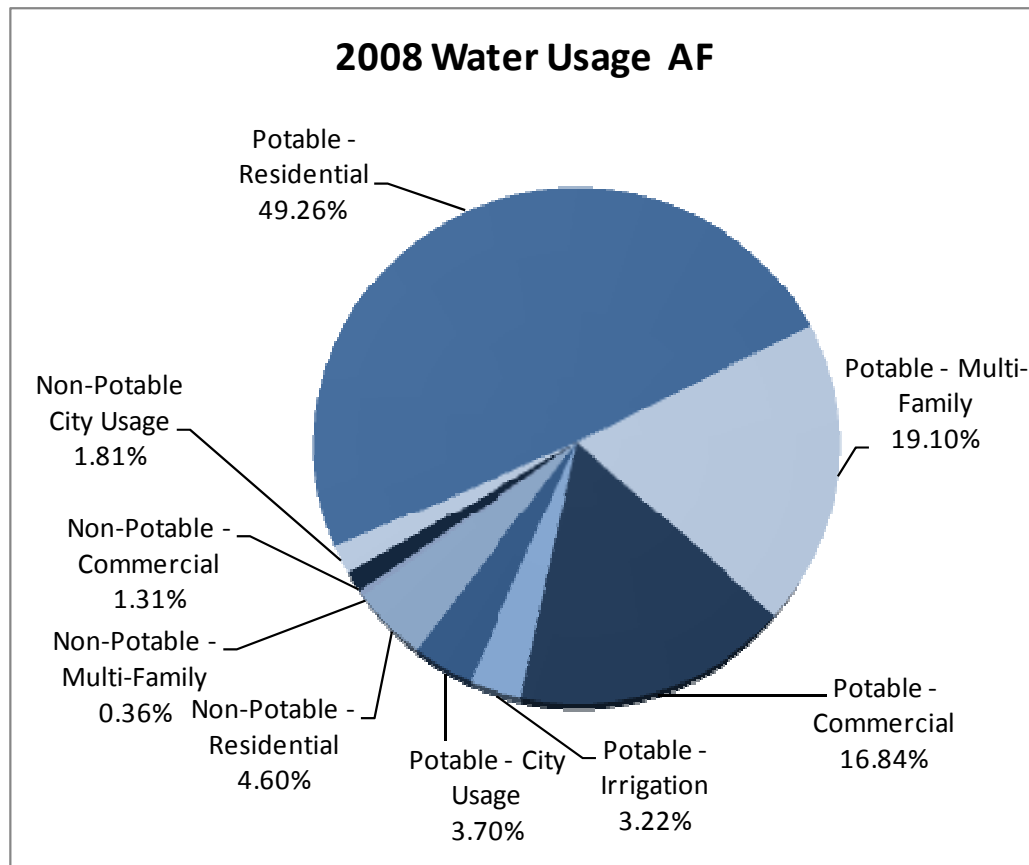 2008 Water Usage  AF
Potable -
Residential
49.26%
Potable - Multi-
Family
19.10%
Potable -
Commercial
16.84%
Potable -
Irrigation
3.22%
Potable - City
Usage
3.70%
Non-Potable -
Residential
4.60%
Non-Potable -
Multi-Family
0.36%
Non-Potable -
Commercial
1.31%
Non-Potable
City Usage
1.81%